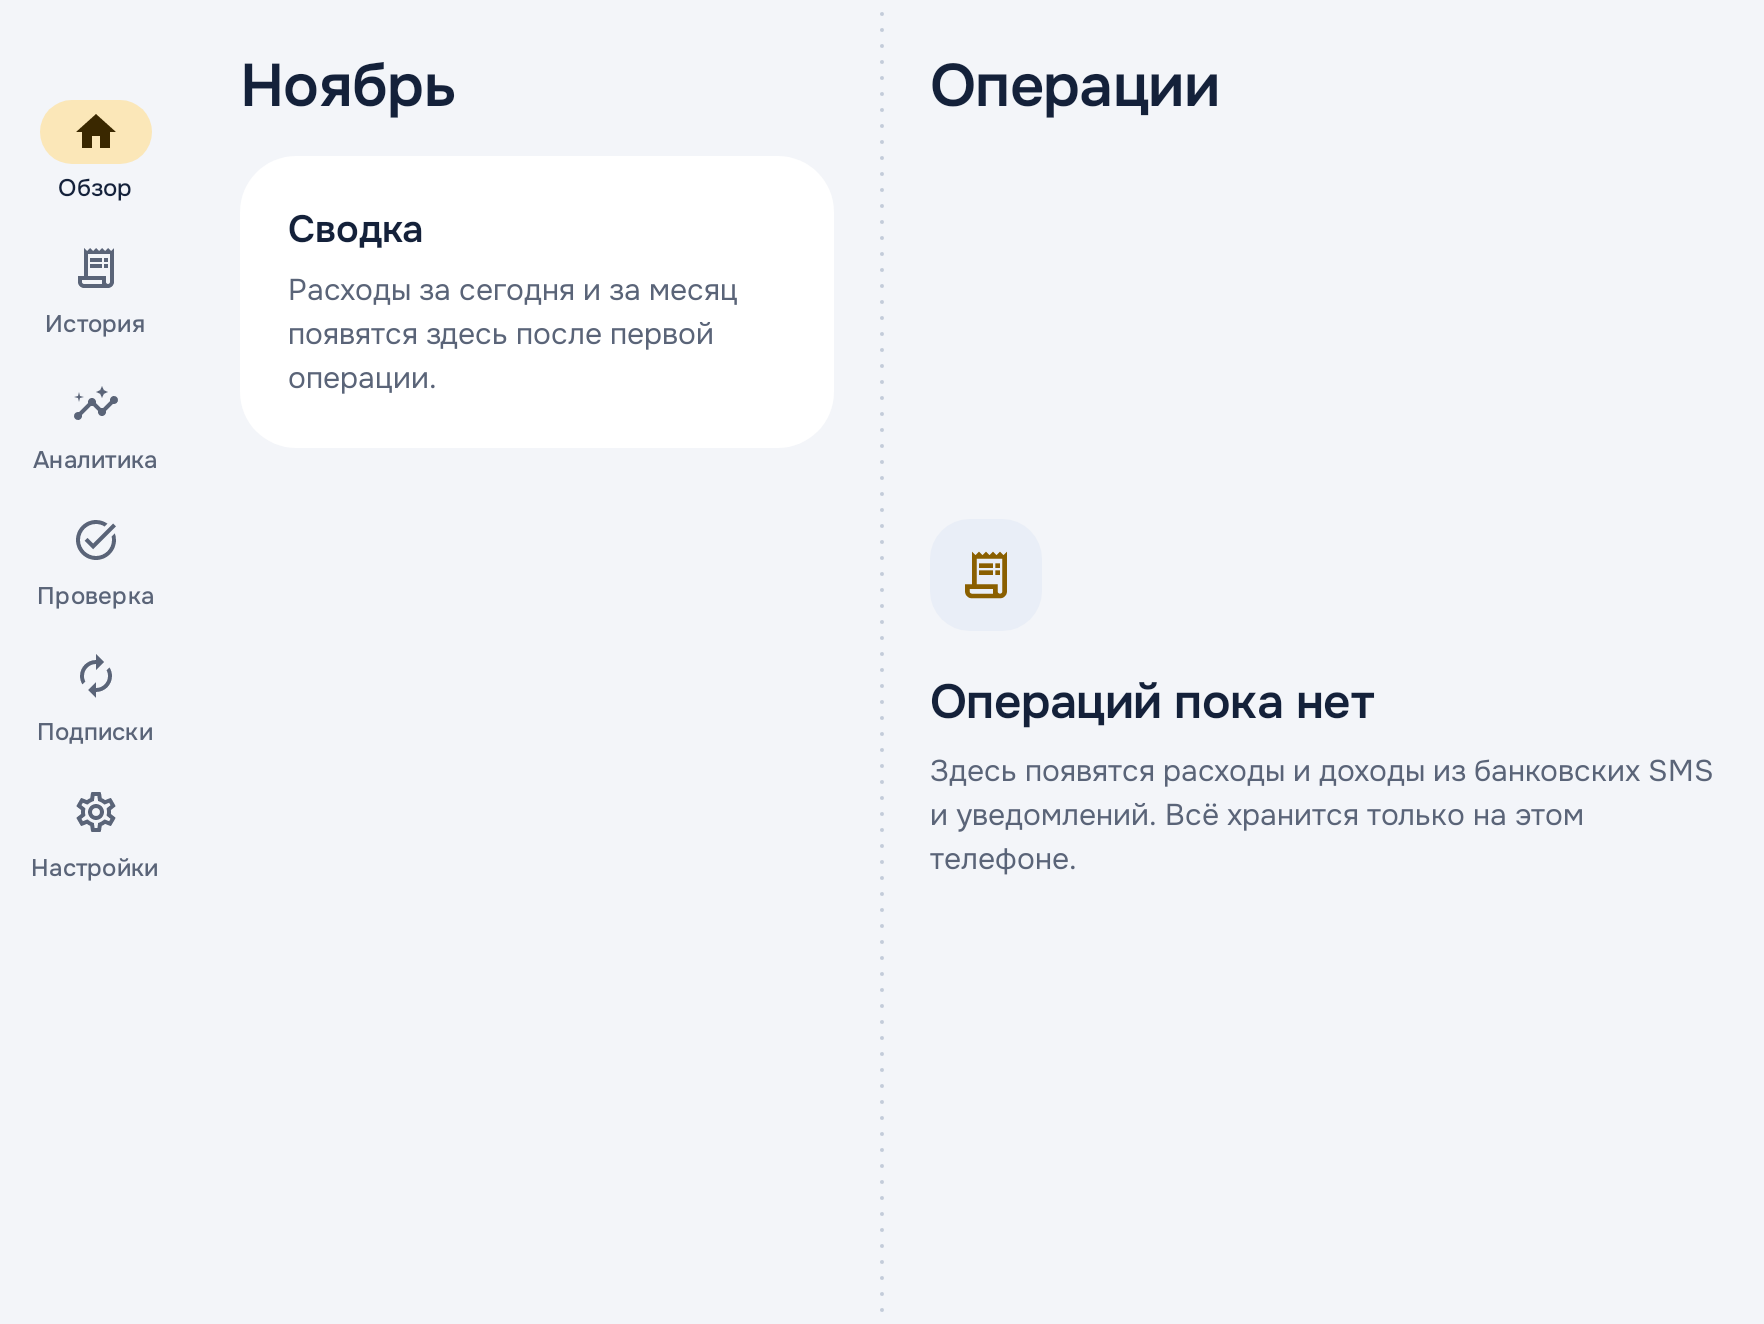 Обзор
История
Аналитика
Проверка
Подписки
Настройки
Ноябрь
Сводка
Расходы за сегодня и за месяц
появятся здесь после первой
операции.
Операции
Операций пока нет
Здесь появятся расходы и доходы из банковских SMS
и уведомлений. Всё хранится только на этом
телефоне.